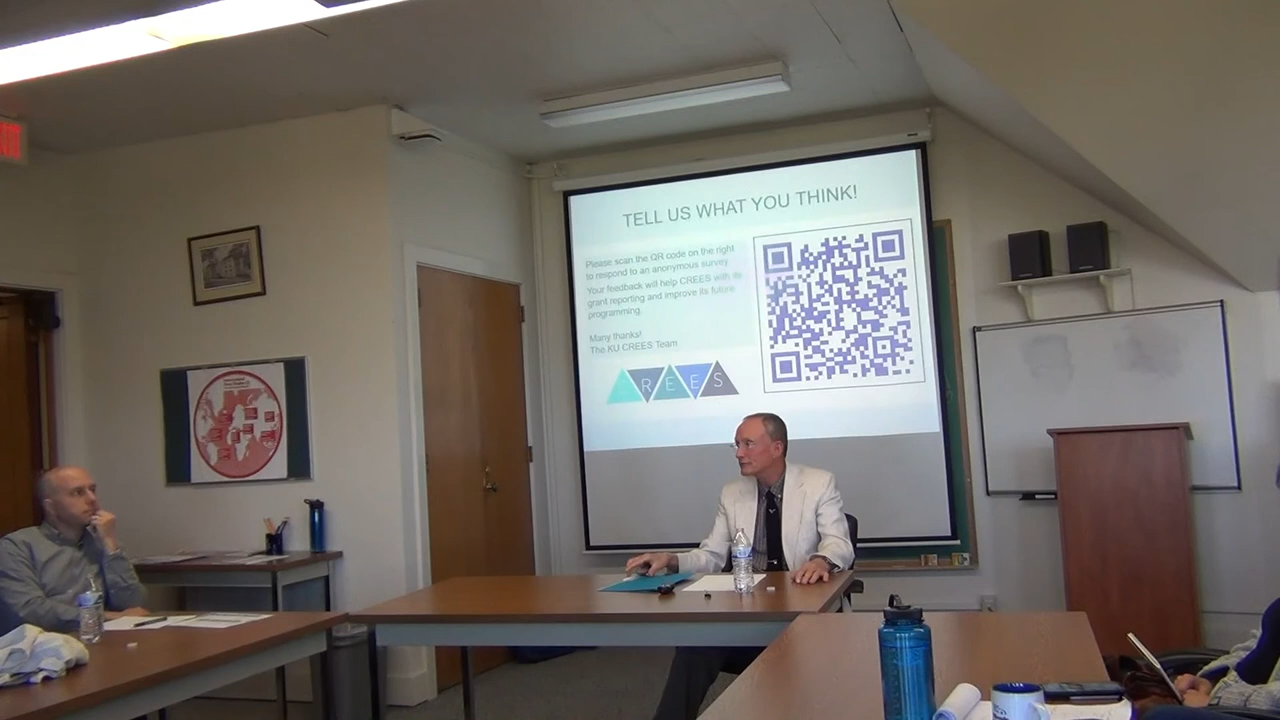 TELL US WHAT YOU THINK!
Please scan the QR code on the right
to respond to an anonymous survey.
Your feedback will help CREES with its
grant reporting and improve its future
programming.
Many thanks!
The KU CREES Team
CREES